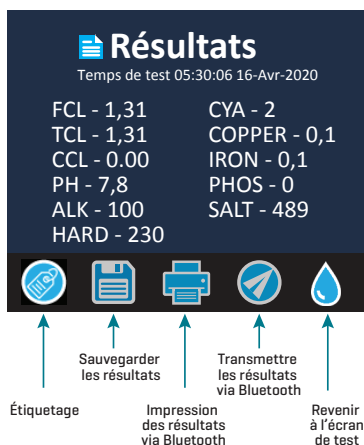 Résultats
Temps de test 05:30:06 16-Avr-2020
FCL - 1,31
TCL - 1,31
CCL - 0.00
PH - 7,8
ALK - 100
HARD - 230
CYA - 2
COPPER - 0,1
IRON - 0,1
PHOS - 0
SALT - 489
Étiquetage
Sauvegarder
les résultats
Impression
des résultats
via Bluetooth
Transmettre
les résultats
via Bluetooth
Revenir
à l'écran
de test